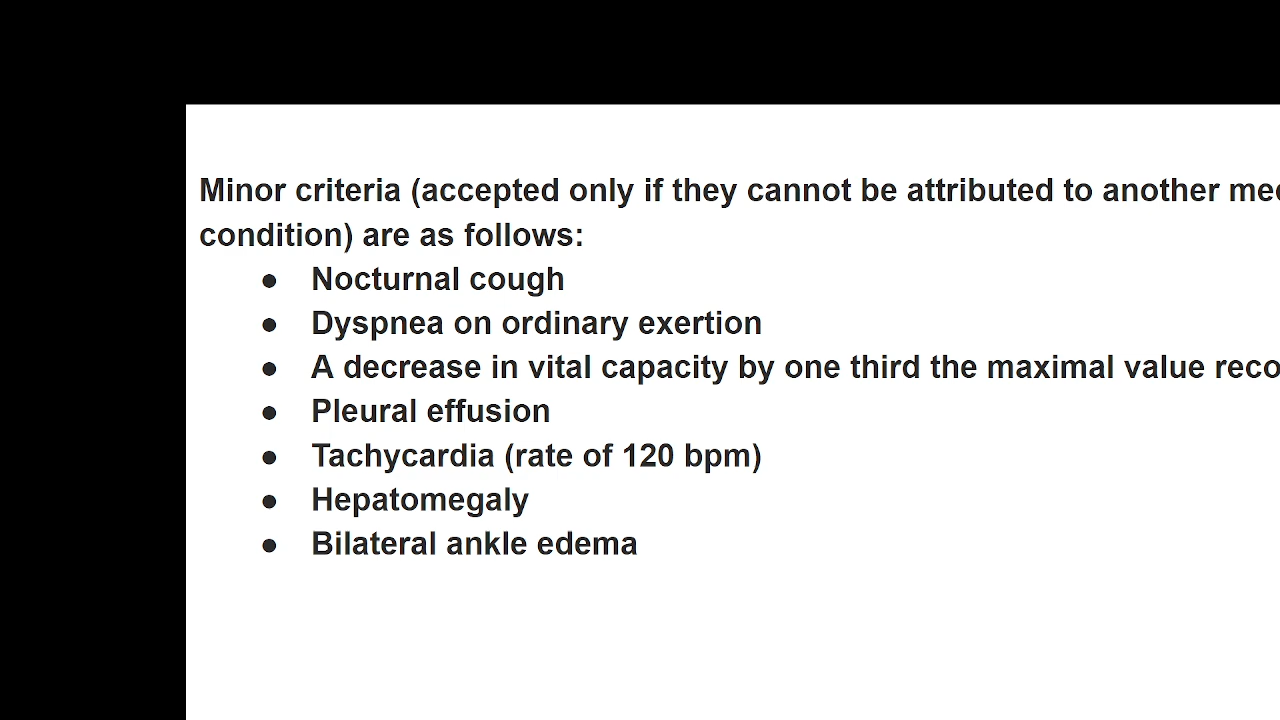 Minor criteria (accepted only if they cannot be attributed to another
condition) are as follows:
● Nocturnal cough
● Dyspnea on ordinary exertion
● A decrease in vital capacity by one third the maximal value
● Pleural effusion
● Tachycardia (rate of 120 bpm)
● Hepatomegaly
● Bilateral ankle edema